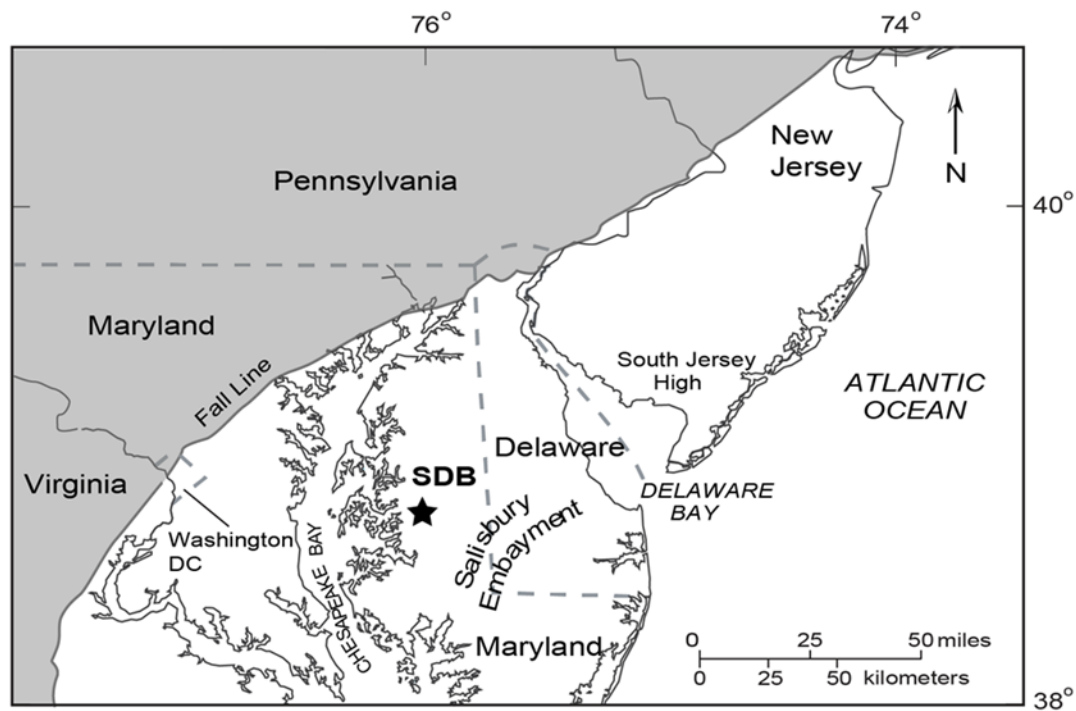 76°
74°
New
Jersey
N
Pennsylvania
40°
Maryland
Fall Line
South Jersey
High
ATLANTIC
OCEAN
Delaware
Virginia
SDB
DELAWARE
BAY
Salisbury
Embayment
Washington
DC
CHESAPEAKE BAY
Maryland
0 25 50 miles
0 25 50 kilometers
38°